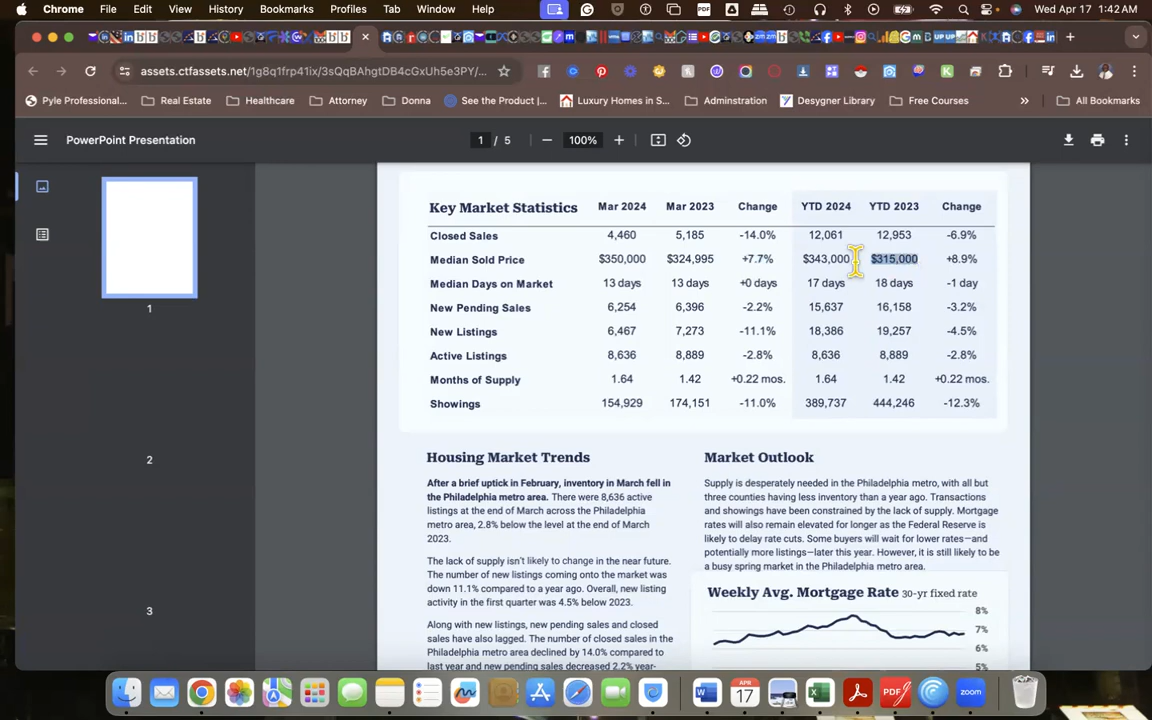 Chrome File Edit View History Bookmarks Profiles Tab Window Help Wed Apr 17 1:42 AM
assets.ctfassets.net/1g8q1frp41ix/3sQqBAhgtDB4cGxUh5e3PY/...
Pyle Professional... Real Estate Healthcare Attorney Donna See the Product |... Luxury Homes in S... Adminstration Desygner Library Free Courses » All Bookmarks
PowerPoint Presentation 1 / 5 − 100% +
Key Market Statistics Mar 2024 Mar 2023 Change YTD 2024 YTD 2023 Change
Closed Sales 4,460 5,185 -14.0% 12,061 12,953 -6.9%
Median Sold Price $350,000 $324,995 +7.7% $343,000 $315,000 +8.9%
Median Days on Market 13 days 13 days +0 days 17 days 18 days -1 day
New Pending Sales 6,254 6,396 -2.2% 15,637 16,158 -3.2%
New Listings 6,467 7,273 -11.1% 18,386 19,257 -4.5%
Active Listings 8,636 8,889 -2.8% 8,636 8,889 -2.8%
Months of Supply 1.64 1.42 +0.22 mos. 1.64 1.42 +0.22 mos.
Showings 154,929 174,151 -11.0% 389,737 444,246 -12.3%
1
2
3
Housing Market Trends
After a brief uptick in February, inventory in March fell in
the Philadelphia metro area. There were 8,636 active
listings at the end of March across the Philadelphia
metro area, 2.8% below the level at the end of March
2023.
The lack of supply isn't likely to change in the near future.
The number of new listings coming onto the market was
down 11.1% compared to a year ago. Overall, new listing
activity in the first quarter was 4.5% below 2023.
Along with new listings, new pending sales and closed
sales have also lagged. The number of closed sales in the
Philadelphia metro area declined by 14.0% compared to
last year and new pending sales decreased 2.2% year-
Market Outlook
Supply is desperately needed in the Philadelphia metro, with all but
three counties having less inventory than a year ago. Transactions
and showings have been constrained by the lack of supply. Mortgage
rates will also remain elevated for longer as the Federal Reserve is
likely to delay rate cuts. Some buyers will wait for lower rates—and
potentially more listings—later this year. However, it is still likely to be
a busy spring market in the Philadelphia metro area.
Weekly Avg. Mortgage Rate 30-yr fixed rate
8%
7%
6%
5%
APR
17
PDF
zoom